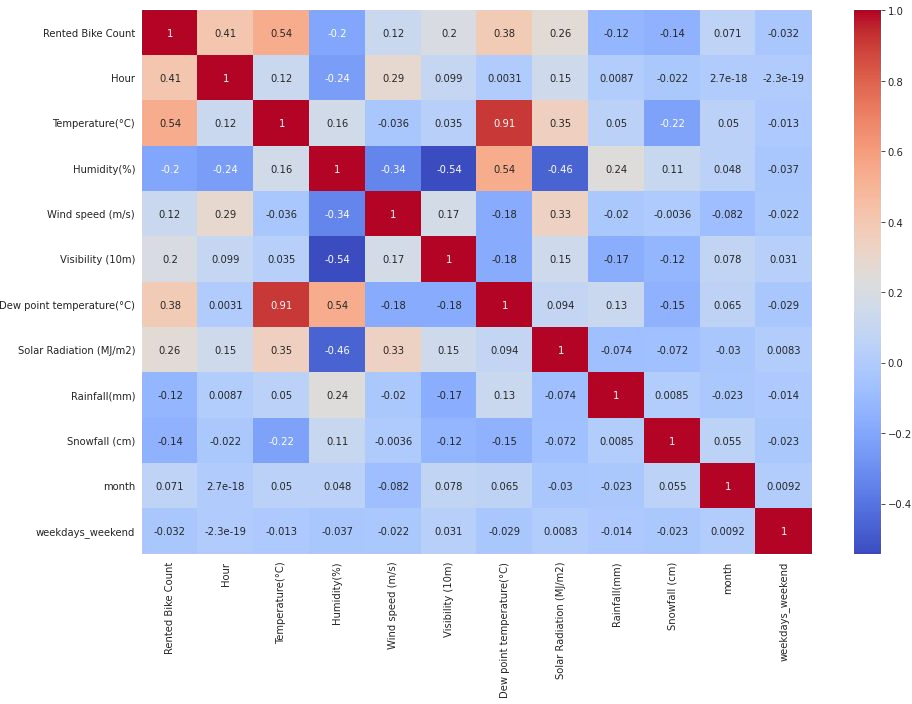 Rented Bike Count 1 0.41 0.54 -0.2 0.12 0.2 0.38 0.26 -0.12 -0.14 0.071 -0.032
Hour 0.41 1 0.12 -0.24 0.29 0.099 0.0031 0.15 0.0087 -0.022 2.7e-18 -2.3e-19
Temperature(°C) 0.54 0.12 1 0.16 -0.036 0.035 0.91 0.35 0.05 -0.22 0.05 -0.013
Humidity(%) -0.2 -0.24 0.16 1 -0.34 -0.54 0.54 -0.46 0.24 0.11 0.048 -0.037
Wind speed (m/s) 0.12 0.29 -0.036 -0.34 1 0.17 -0.18 0.33 -0.02 -0.0036 -0.082 -0.022
Visibility (10m) 0.2 0.099 0.035 -0.54 0.17 1 -0.18 0.15 -0.17 -0.12 0.078 0.031
Dew point temperature(°C) 0.38 0.0031 0.91 0.54 -0.18 -0.18 1 0.094 0.13 -0.15 0.065 -0.029
Solar Radiation (MJ/m2) 0.26 0.15 0.35 -0.46 0.33 0.15 0.094 1 -0.074 -0.072 -0.03 0.0083
Rainfall(mm) -0.12 0.0087 0.05 0.24 -0.02 -0.17 0.13 -0.074 1 0.0085 -0.023 -0.014
Snowfall (cm) -0.14 -0.022 -0.22 0.11 -0.0036 -0.12 -0.15 -0.072 0.0085 1 0.055 -0.023
month 0.071 2.7e-18 0.05 0.048 -0.082 0.078 0.065 -0.03 -0.023 0.055 1 0.0092
weekdays_weekend -0.032 -2.3e-19 -0.013 -0.037 -0.022 0.031 -0.029 0.0083 -0.014 -0.023 0.0092 1
Rented Bike Count
Hour
Temperature(°C)
Humidity(%)
Wind speed (m/s)
Visibility (10m)
Dew point temperature(°C)
Solar Radiation (MJ/m2)
Rainfall(mm)
Snowfall (cm)
month
weekdays_weekend
1.0
0.8
0.6
0.4
0.2
0.0
−0.2
−0.4